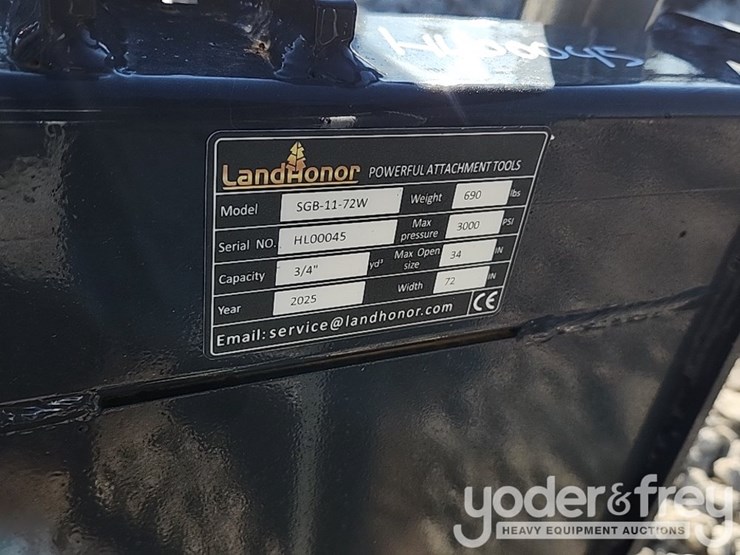 HL00045
LandHonor POWERFUL ATTACHMENT TOOLS
Model SGB-11-72W Weight 690 lbs
Serial NO. HL00045 Max pressure 3000 PSI
Capacity 3/4" yd³ Max Open size 34 IN
Year 2025 Width 72 IN
Email: service@landhonor.com CE
yoder&frey
HEAVY EQUIPMENT AUCTIONS